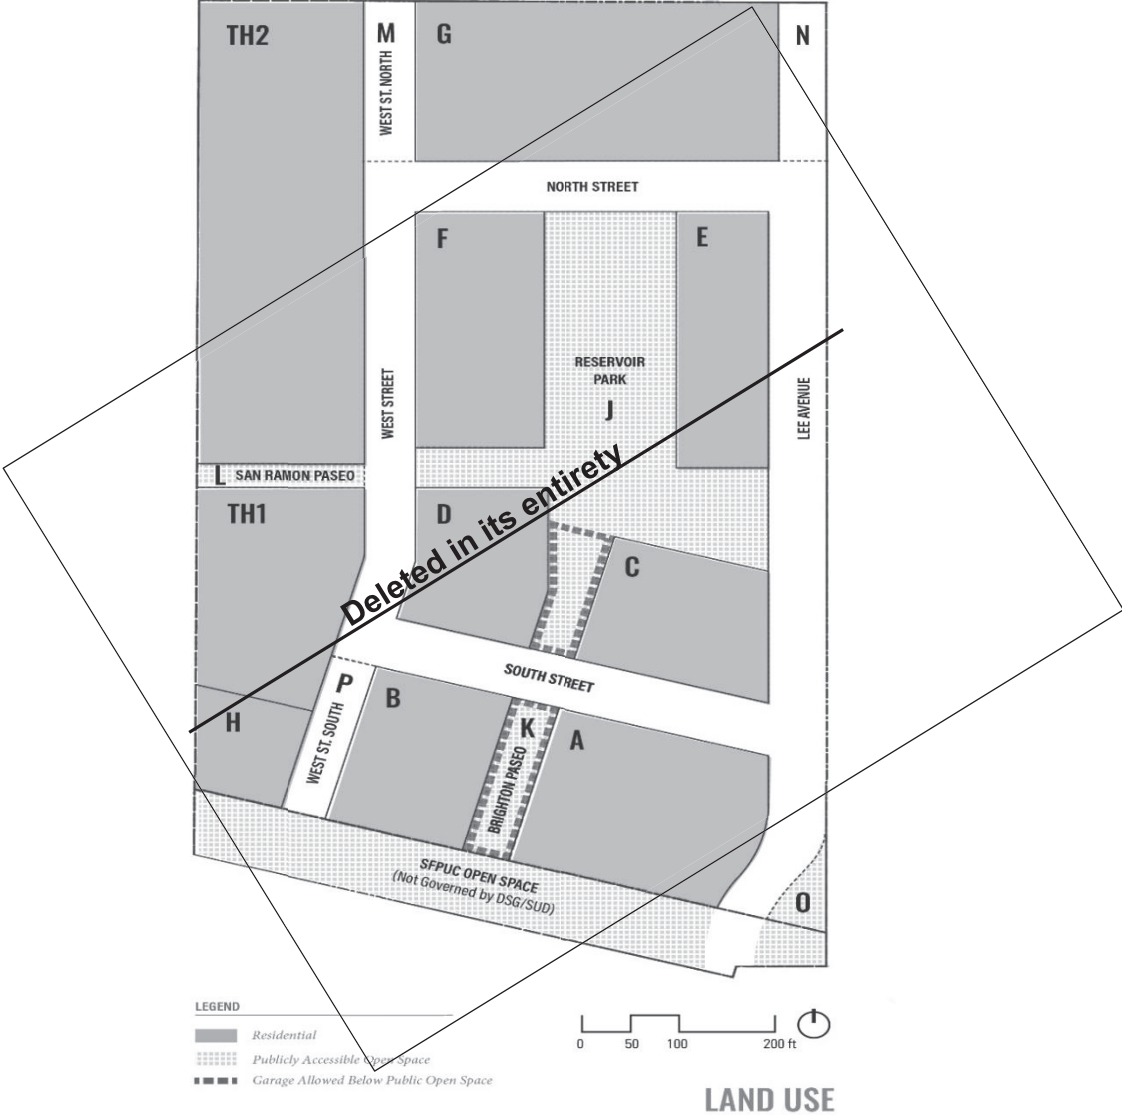 TH2
M
G
N
WEST ST. NORTH
NORTH STREET
F
E
RESERVOIR
PARK
J
WEST STREET
LEE AVENUE
L SAN RAMON PASEO
TH1
D
Deleted in its entirety
C
SOUTH STREET
P
B
H
K
A
WEST ST. SOUTH
BRIGHTON PASEO
SFPUC OPEN SPACE
(Not Governed by DSG/SUD)
O
LEGEND
Residential
Publicly Accessible Open Space
Garage Allowed Below Public Open Space
0 50 100 200 ft
LAND USE